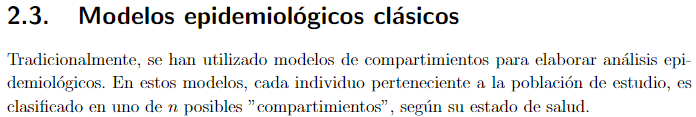 2.3. Modelos epidemiológicos clásicos
Tradicionalmente, se han utilizado modelos de compartimientos para elaborar análisis epi-
demiológicos. En estos modelos, cada individuo perteneciente a la población de estudio, es
clasificado en uno de n posibles ”compartimientos”, según su estado de salud.